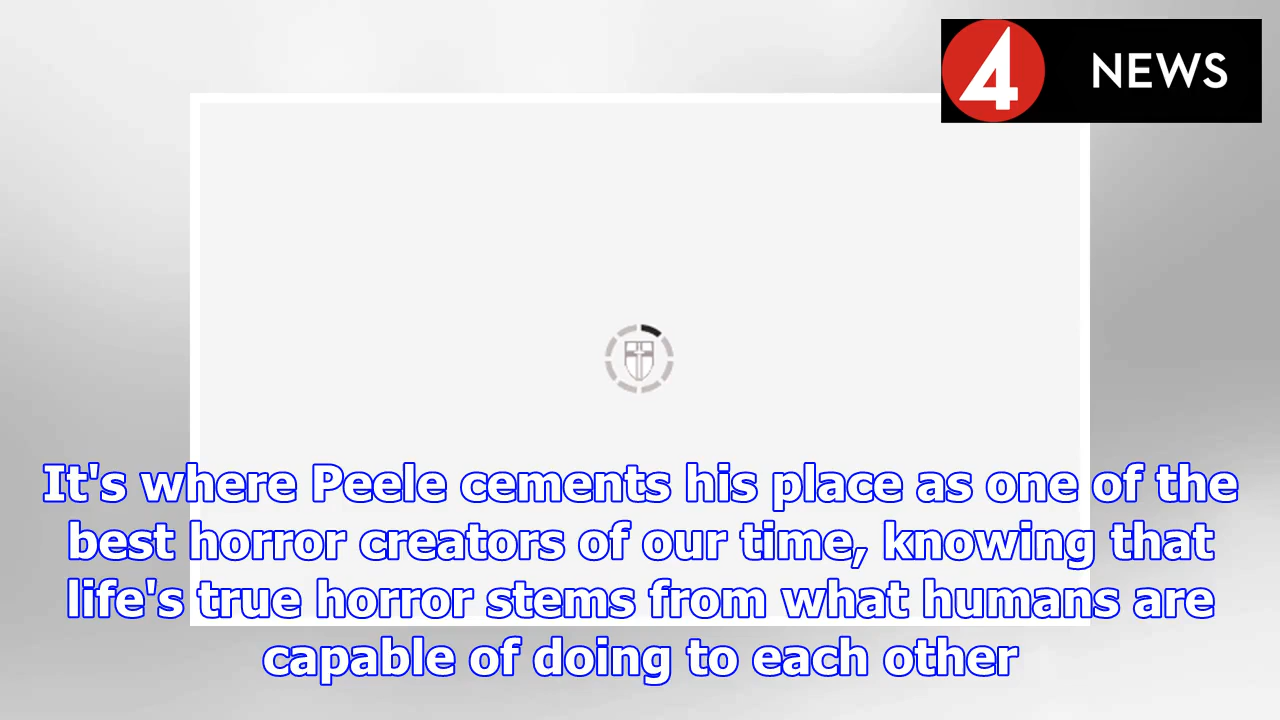 4 NEWS
It's where Peele cements his place as one of the
best horror creators of our time, knowing that
life's true horror stems from what humans are
capable of doing to each other